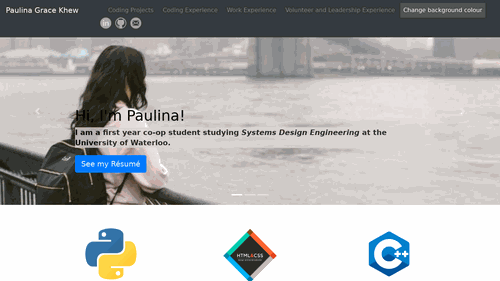 Paulina Grace Khew
Coding Projects Coding Experience Work Experience Volunteer and Leadership Experience Change background colour
Hi, I'm Paulina!
I am a first year co-op student studying Systems Design Engineering at the
University of Waterloo.
See my Résumé
HTML&CSS
C++